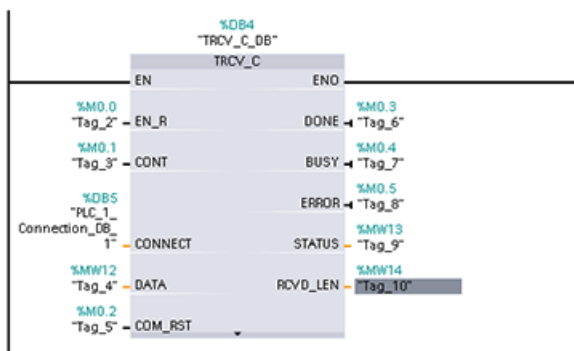 %DB4
"TRCV_C_DB"
TRCV_C
EN ENO
%M0.0 %M0.3
"Tag_2" EN_R DONE "Tag_6"
%M0.1 %M0.4
"Tag_3" CONT BUSY "Tag_7"
%DB5 %M0.5
"PLC_1_ ERROR "Tag_8"
Connection_DB_ %MW13
1" CONNECT STATUS "Tag_9"
%MW12 %MW14
"Tag_4" DATA RCVD_LEN "Tag_10"
%M0.2
"Tag_5" COM_RST